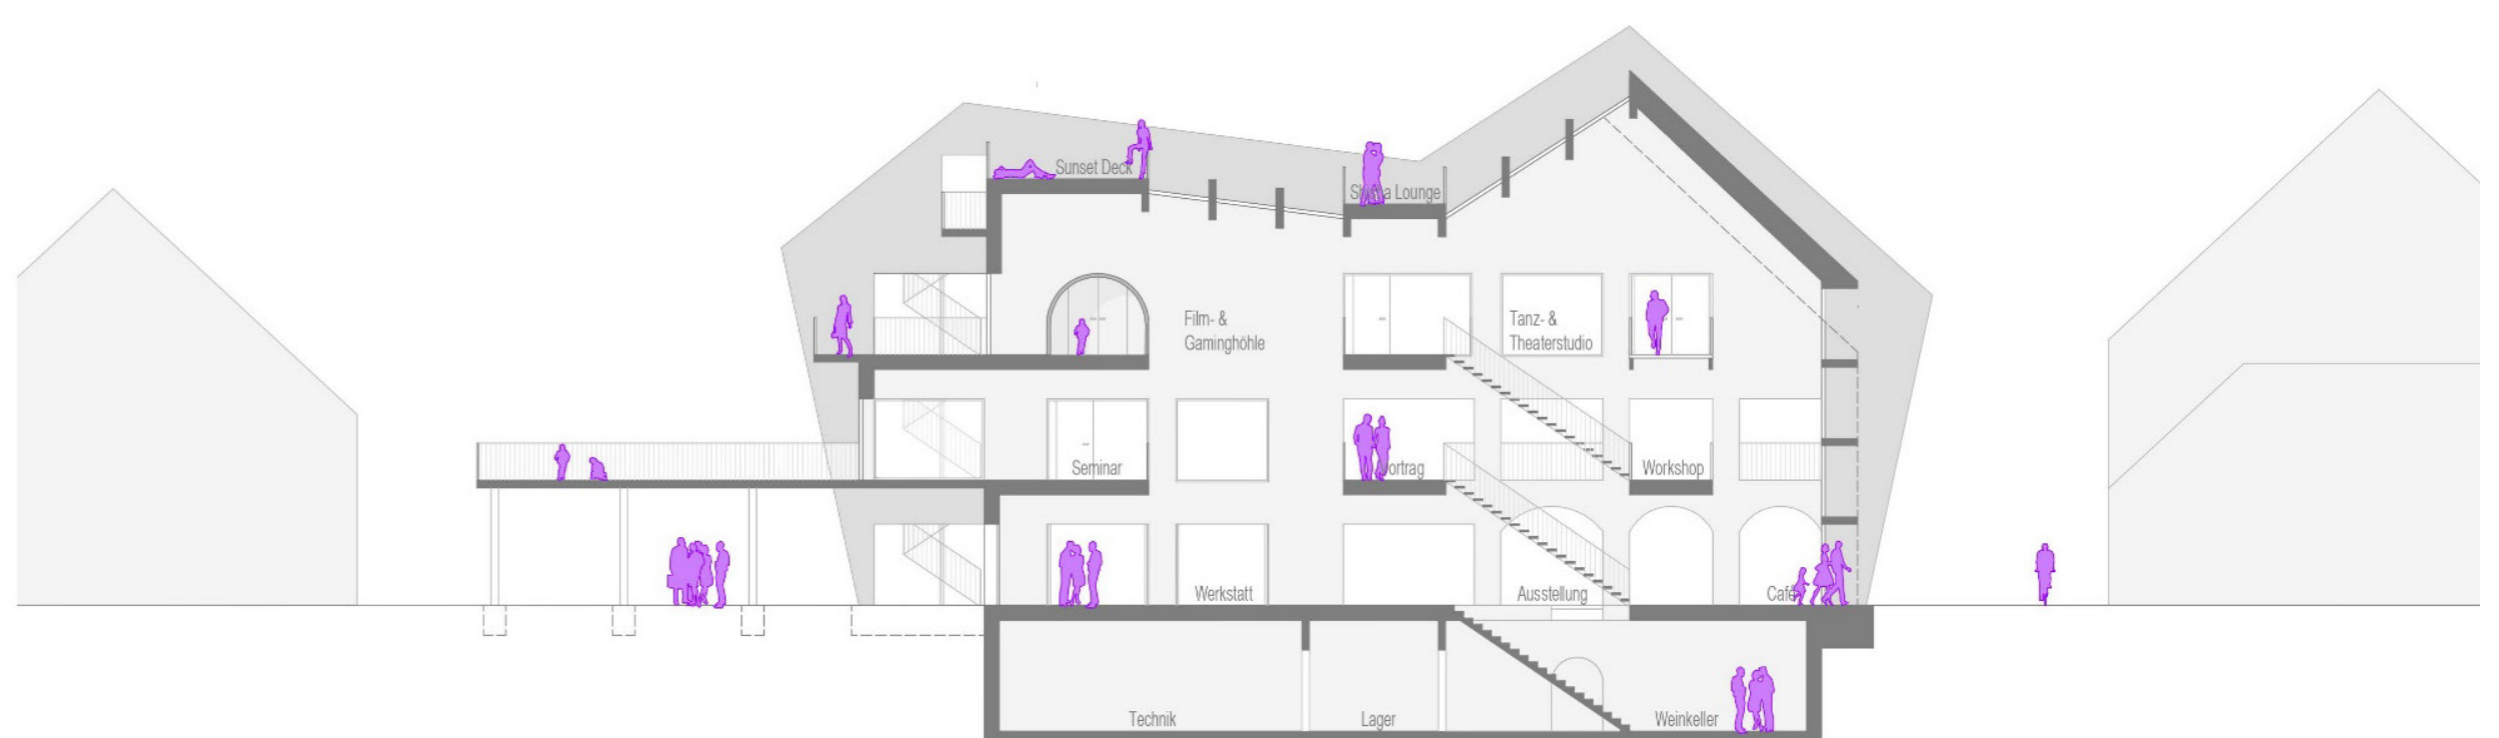 Sunset Deck
Lounge
Film- &
Gaminghöhle
Tanz- &
Theaterstudio
Seminar
Workshop
Werkstatt
Ausstellung
Café
Technik
Lager
Weinkeller